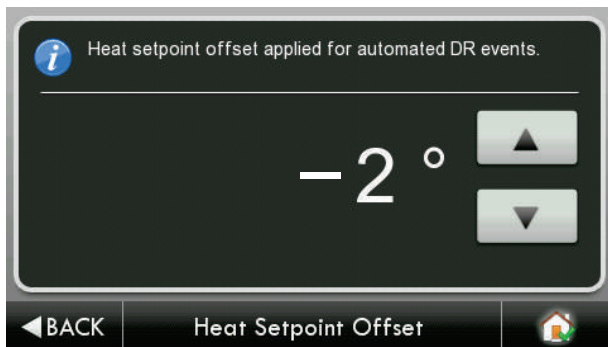 Heat setpoint offset applied for automated DR events.
−2°
BACK
Heat Setpoint Offset